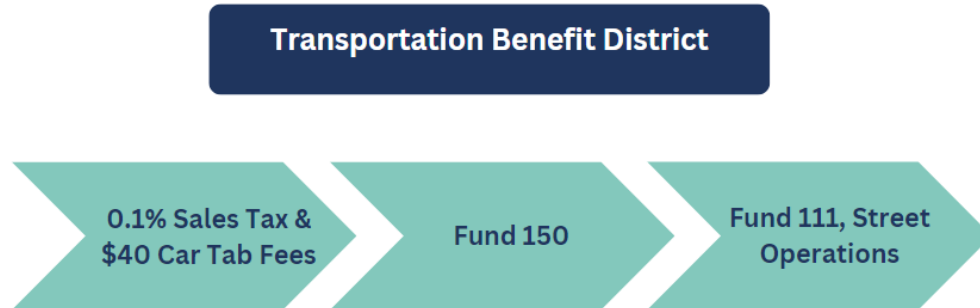 Transportation Benefit District
0.1% Sales Tax &
$40 Car Tab Fees
Fund 150
Fund 111, Street
Operations